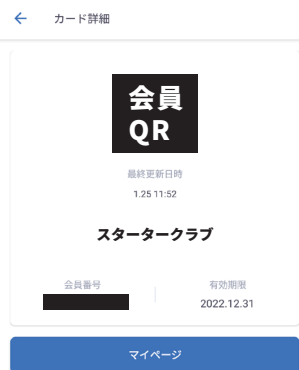 カード詳細
会員
QR
最終更新日時
1.25 11:52
スタータークラブ
会員番号
有効期限
2022.12.31
マイページ